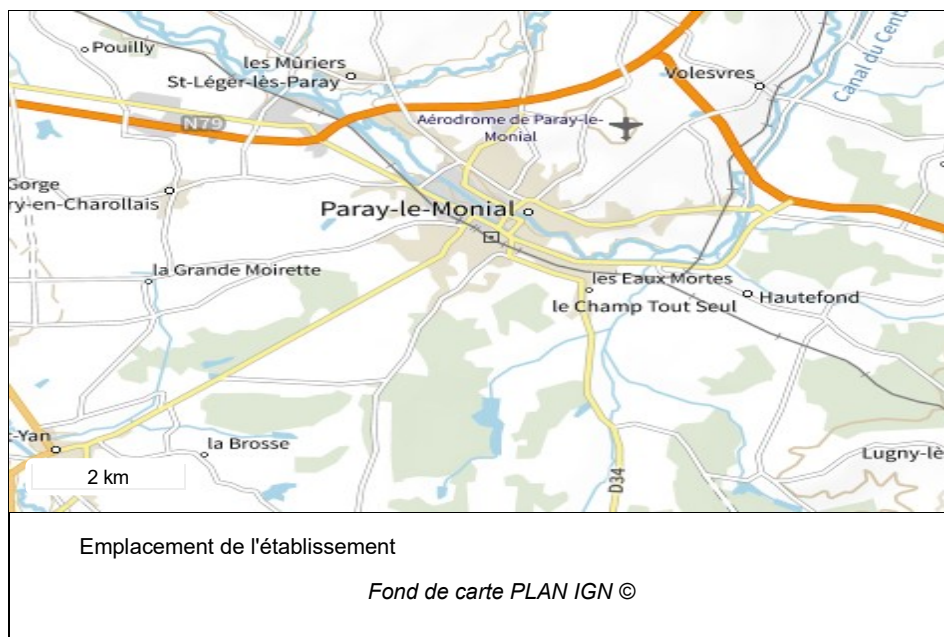 Pouilly
les Mûriers
St-Léger-lès-Paray
Volesvres
Canal du Cent
N79
Aérodrome de Paray-le-
Monial
Gorge
ry-en-Charollais
Paray-le-Monial
la Grande Moirette
les Eaux Mortes
Hautefond
le Champ Tout Seul
t-Yan
la Brosse
Lugny-lè
D34
2 km
Emplacement de l'établissement
Fond de carte PLAN IGN ©